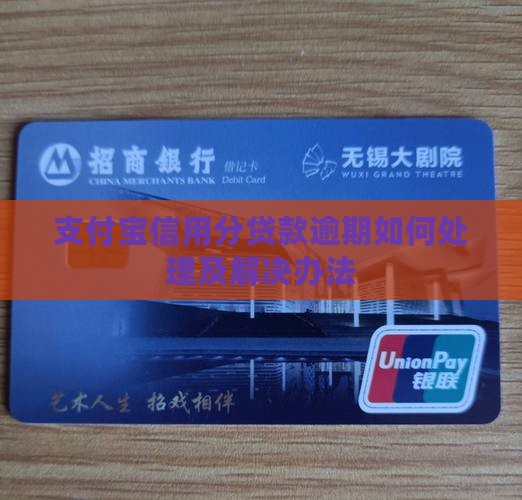 招商银行 借记卡 无锡大剧院
CHINA MERCHANTS BANK Debit Card WUXI GRAND THEATRE
支付宝信用分贷款逾期如何处
理及解决办法
UnionPay
银联
艺术人生 招戏相伴